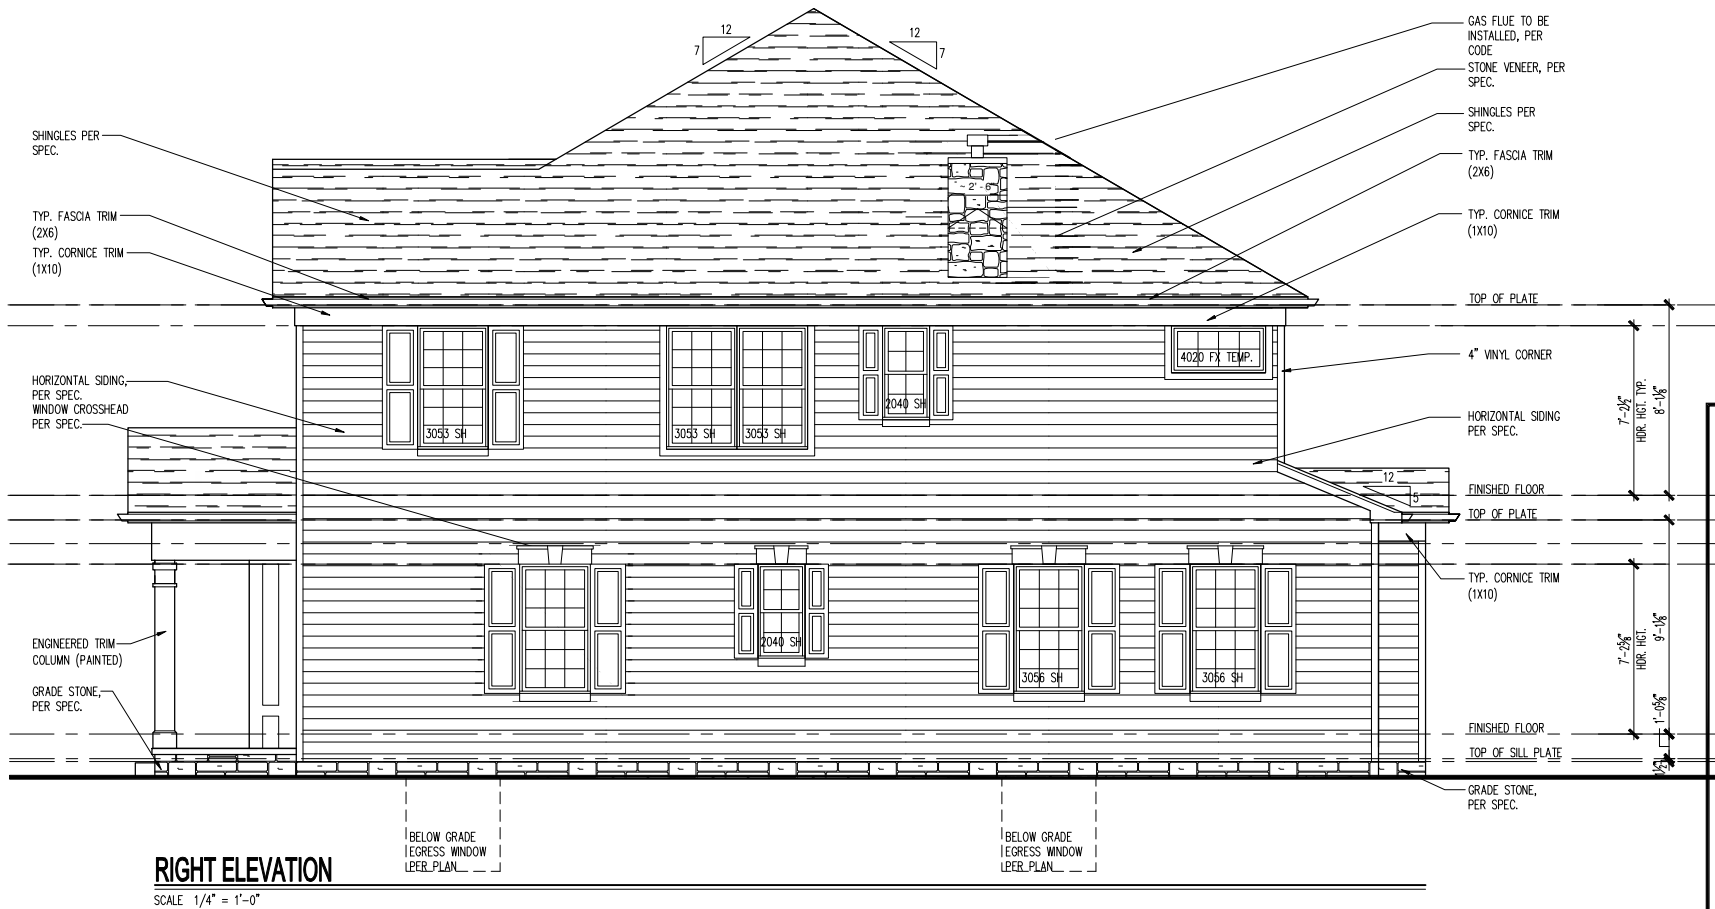 12
7
12
7
GAS FLUE TO BE
INSTALLED, PER
CODE
STONE VENEER, PER
SPEC.
SHINGLES PER
SPEC.
TYP. FASCIA TRIM
(2X6)
TYP. CORNICE TRIM
(1X10)
SHINGLES PER
SPEC.
TYP. FASCIA TRIM
(2X6)
TYP. CORNICE TRIM
(1X10)
~ 2'-6
TOP OF PLATE
4" VINYL CORNER
4020 FX TEMP.
HORIZONTAL SIDING,
PER SPEC.
WINDOW CROSSHEAD
PER SPEC.
3053 SH
3053 SH
3053 SH
2040 SH
HORIZONTAL SIDING
PER SPEC.
7'-2½"
HDR. HGT. TYP.
8'-1⅛"
12
5
FINISHED FLOOR
TOP OF PLATE
TYP. CORNICE TRIM
(1X10)
ENGINEERED TRIM
COLUMN (PAINTED)
GRADE STONE,
PER SPEC.
2040 SH
3056 SH
3056 SH
7'-2⅝"
HDR. HGT.
9'-1⅛"
1'-0⅝"
FINISHED FLOOR
TOP OF SILL PLATE
1½"
GRADE STONE,
PER SPEC.
BELOW GRADE
EGRESS WINDOW
PER PLAN
BELOW GRADE
EGRESS WINDOW
PER PLAN
RIGHT ELEVATION
SCALE 1/4" = 1'-0"